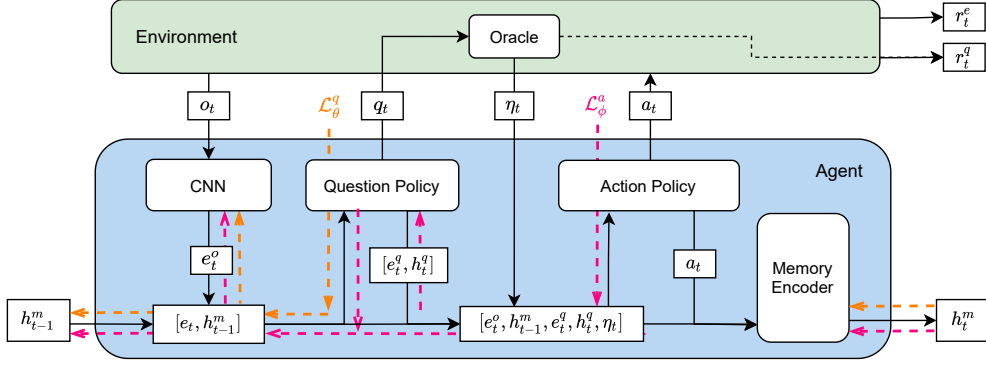 Environment
Oracle
r_t^e
r_t^q
o_t
ℒ_θ^q
q_t
η_t
ℒ_ϕ^a
a_t
Agent
CNN
Question Policy
Action Policy
e_t^o
[e_t^q, h_t^q]
a_t
Memory
Encoder
h_{t-1}^m
[e_t, h_{t-1}^m]
[e_t^o, h_{t-1}^m, e_t^q, h_t^q, η_t]
h_t^m